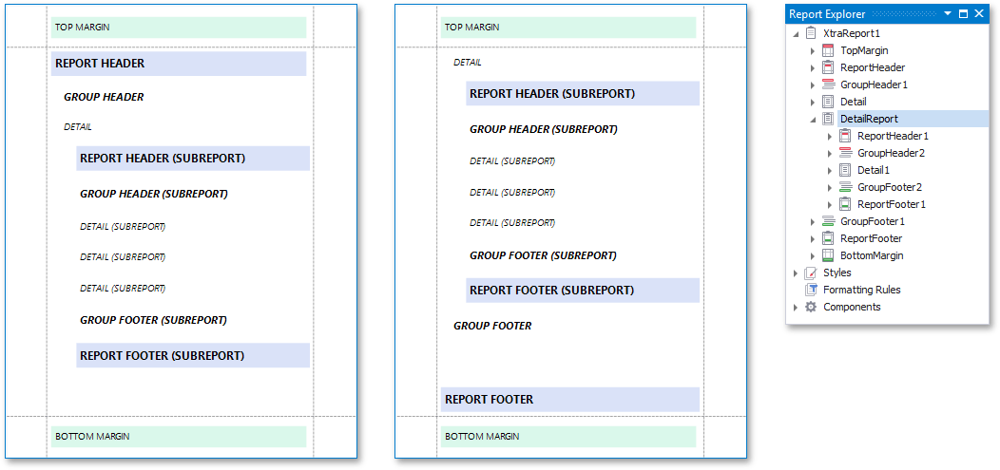 TOP MARGIN
REPORT HEADER
GROUP HEADER
DETAIL
REPORT HEADER (SUBREPORT)
GROUP HEADER (SUBREPORT)
DETAIL (SUBREPORT)
DETAIL (SUBREPORT)
DETAIL (SUBREPORT)
GROUP FOOTER (SUBREPORT)
REPORT FOOTER (SUBREPORT)
BOTTOM MARGIN
TOP MARGIN
DETAIL
REPORT HEADER (SUBREPORT)
GROUP HEADER (SUBREPORT)
DETAIL (SUBREPORT)
DETAIL (SUBREPORT)
DETAIL (SUBREPORT)
GROUP FOOTER (SUBREPORT)
REPORT FOOTER (SUBREPORT)
GROUP FOOTER
REPORT FOOTER
BOTTOM MARGIN
Report Explorer
XtraReport1
TopMargin
ReportHeader
GroupHeader1
Detail
DetailReport
ReportHeader1
GroupHeader2
Detail1
GroupFooter2
ReportFooter1
GroupFooter1
ReportFooter
BottomMargin
Styles
Formatting Rules
Components